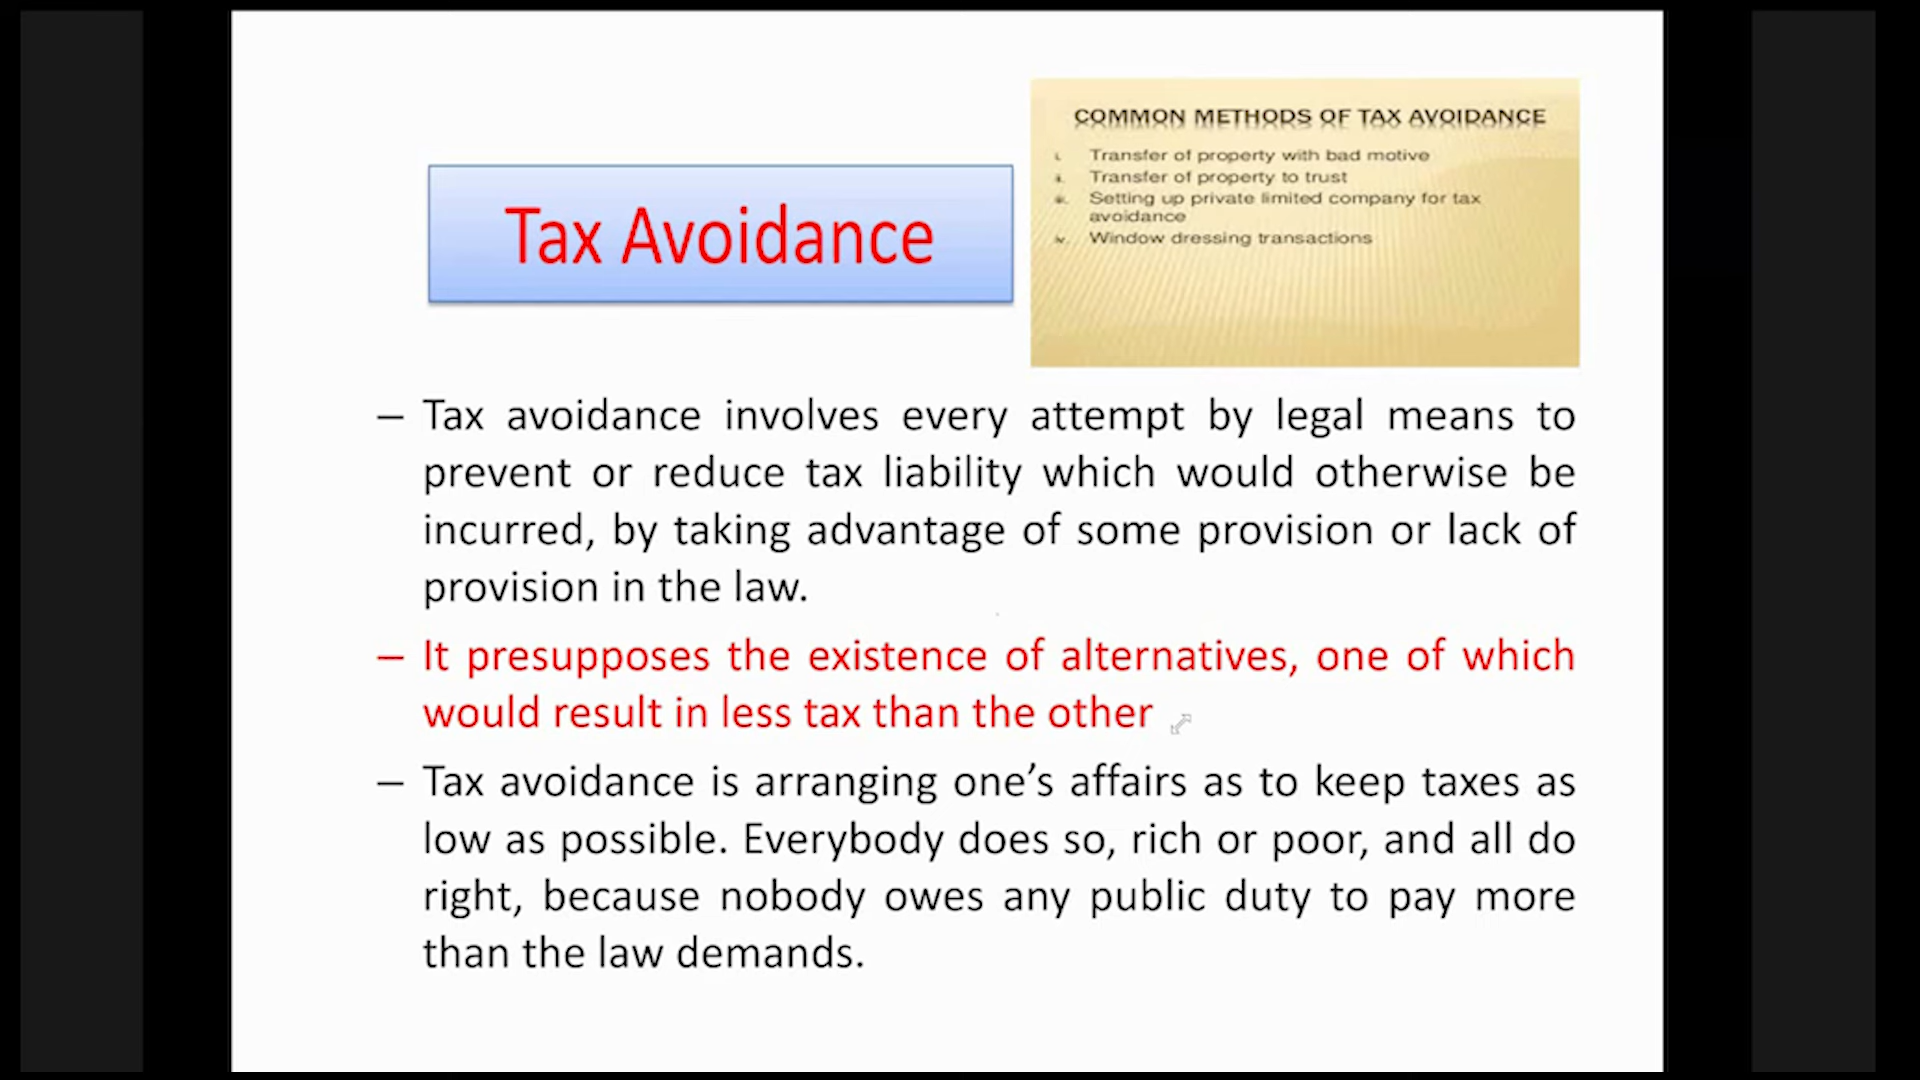 COMMON METHODS OF TAX AVOIDANCE
i. Transfer of property with bad motive
ii. Transfer of property to trust
iii. Setting up private limited company for tax
avoidance
iv. Window dressing transactions
Tax Avoidance
– Tax avoidance involves every attempt by legal means to
prevent or reduce tax liability which would otherwise be
incurred, by taking advantage of some provision or lack of
provision in the law.
– It presupposes the existence of alternatives, one of which
would result in less tax than the other
– Tax avoidance is arranging one’s affairs as to keep taxes as
low as possible. Everybody does so, rich or poor, and all do
right, because nobody owes any public duty to pay more
than the law demands.